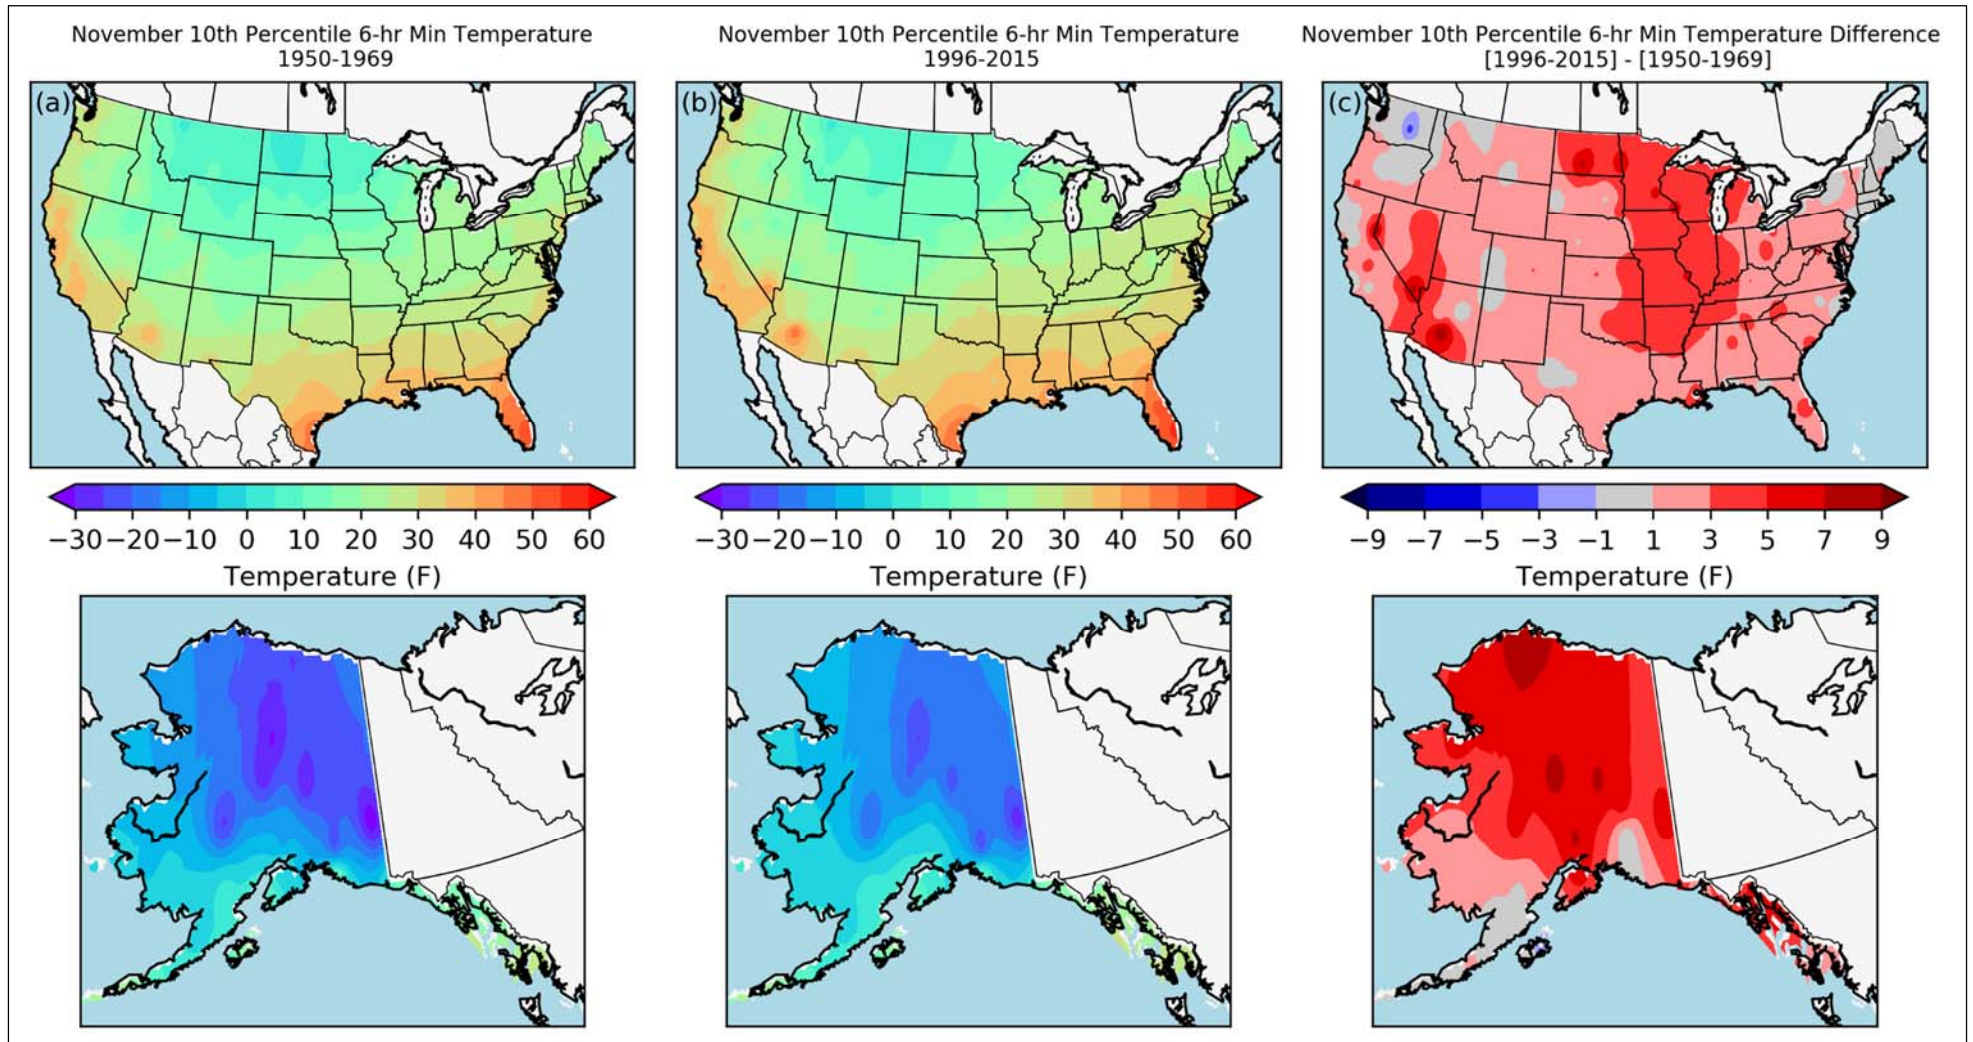 November 10th Percentile 6-hr Min Temperature
1950-1969
November 10th Percentile 6-hr Min Temperature
1996-2015
November 10th Percentile 6-hr Min Temperature Difference
[1996-2015] - [1950-1969]
(a)
(b)
(c)
−30 −20 −10 0 10 20 30 40 50 60
Temperature (F)
−30 −20 −10 0 10 20 30 40 50 60
Temperature (F)
−9 −7 −5 −3 −1 1 3 5 7 9
Temperature (F)